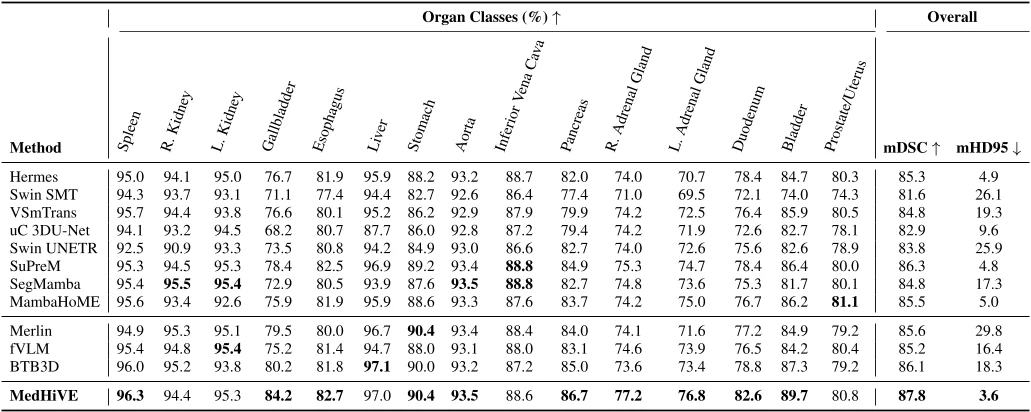 Organ Classes (%) ↑ Overall
Method Spleen R. Kidney L. Kidney Gallbladder Esophagus Liver Stomach Aorta Inferior Vena Cava Pancreas R. Adrenal Gland L. Adrenal Gland Duodenum Bladder Prostate/Uterus mDSC ↑ mHD95 ↓
Hermes 95.0 94.1 95.0 76.7 81.9 95.9 88.2 93.2 88.7 82.0 74.0 70.7 78.4 84.7 80.3 85.3 4.9
Swin SMT 94.3 93.7 93.1 71.1 77.4 94.4 82.7 92.6 86.4 77.4 71.0 69.5 72.1 74.0 74.3 81.6 26.1
VSmTrans 95.7 94.4 93.8 76.6 80.1 95.2 86.2 92.9 87.9 79.9 74.2 72.5 76.4 85.9 80.5 84.8 19.3
uC 3DU-Net 94.1 93.2 94.5 68.2 80.7 87.7 86.0 92.8 87.2 79.4 74.2 71.9 72.6 82.7 78.1 82.9 9.6
Swin UNETR 92.5 90.9 93.3 73.5 80.8 94.2 84.9 93.0 86.6 82.7 74.0 72.6 75.6 82.6 78.9 83.8 25.9
SuPreM 95.3 94.5 95.3 78.4 82.5 96.9 89.2 93.4 88.8 84.9 75.3 74.7 78.4 86.4 80.0 86.3 4.8
SegMamba 95.4 95.5 95.4 72.9 80.5 93.9 87.6 93.5 88.8 82.7 74.8 73.6 75.3 81.7 80.1 84.8 17.3
MambaHoME 95.6 93.4 92.6 75.9 81.9 95.9 88.6 93.3 87.6 83.7 74.2 75.0 76.7 86.2 81.1 85.5 5.0
Merlin 94.9 95.3 95.1 79.5 80.0 96.7 90.4 93.4 88.4 84.0 74.1 71.6 77.2 84.9 79.2 85.6 29.8
fVLM 95.4 94.8 95.4 75.2 81.4 94.7 88.0 93.1 88.0 83.1 74.6 73.9 76.5 84.2 80.4 85.2 16.4
BTB3D 96.0 95.2 93.8 80.2 81.8 97.1 90.0 93.2 87.2 85.0 73.6 73.4 78.8 87.3 79.2 86.1 18.3
MedHiVE 96.3 94.4 95.3 84.2 82.7 97.0 90.4 93.5 88.6 86.7 77.2 76.8 82.6 89.7 80.8 87.8 3.6